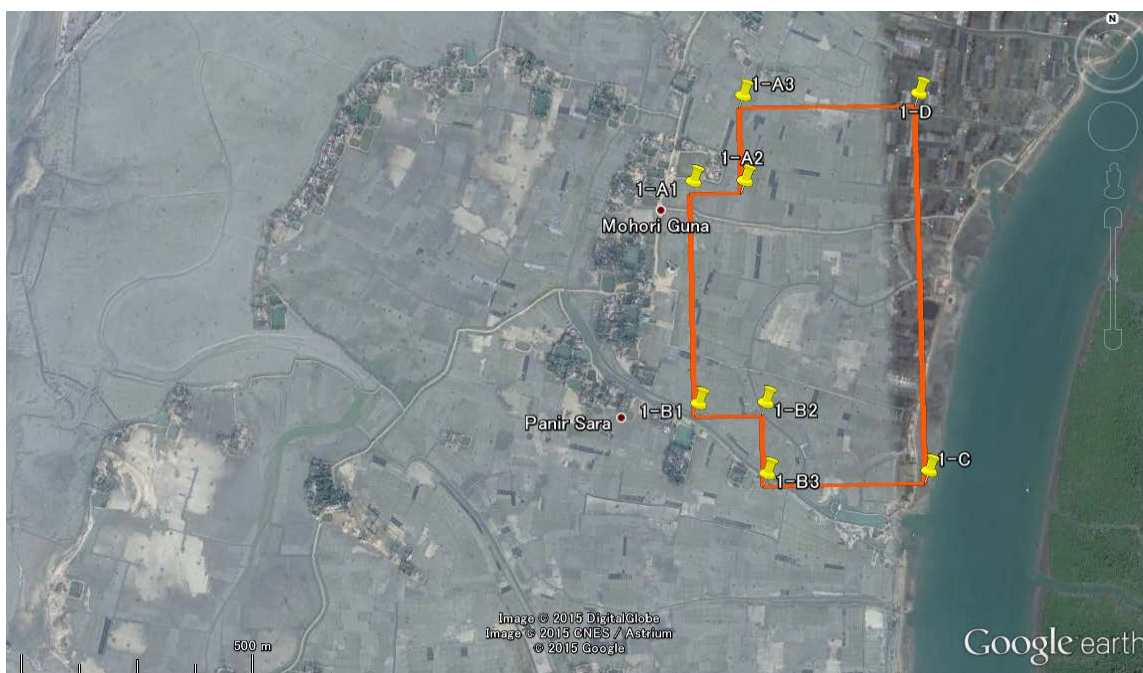 N
1-A3
1-D
1-A2
1-A1
Mohori Guna
1-B1
1-B2
Panir Sara
1-C
1-B3
Image © 2015 DigitalGlobe
Image © 2015 CNES / Astrium
© 2015 Google
500 m
Google earth